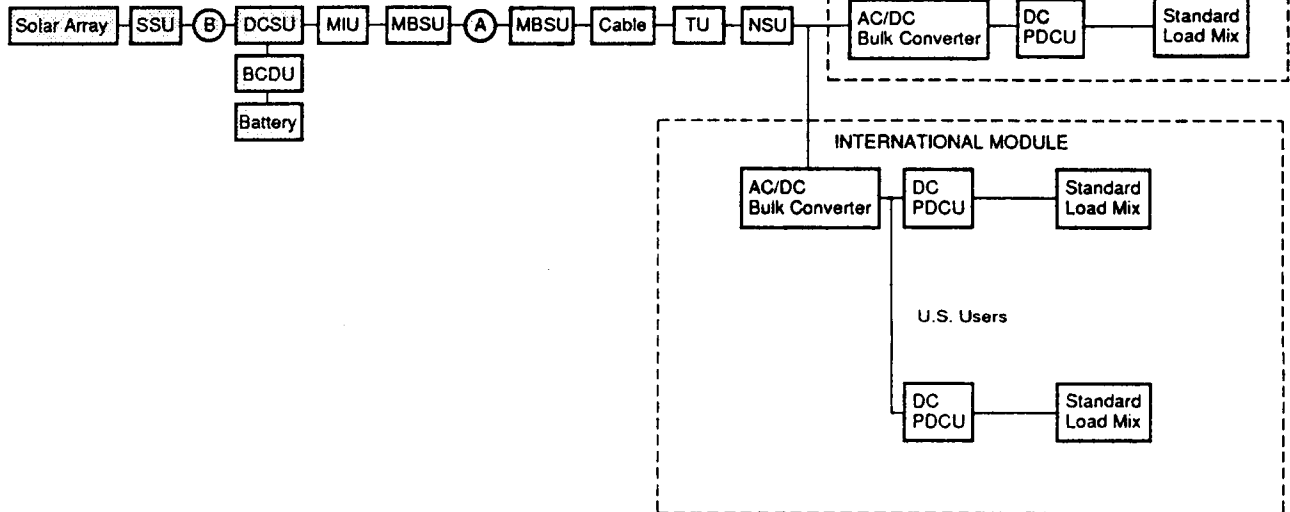 Solar Array
SSU
B
DCSU
MIU
MBSU
A
MBSU
Cable
TU
NSU
AC/DC
Bulk Converter
DC
PDCU
Standard
Load Mix
BCDU
Battery
INTERNATIONAL MODULE
AC/DC
Bulk Converter
DC
PDCU
Standard
Load Mix
U.S. Users
DC
PDCU
Standard
Load Mix